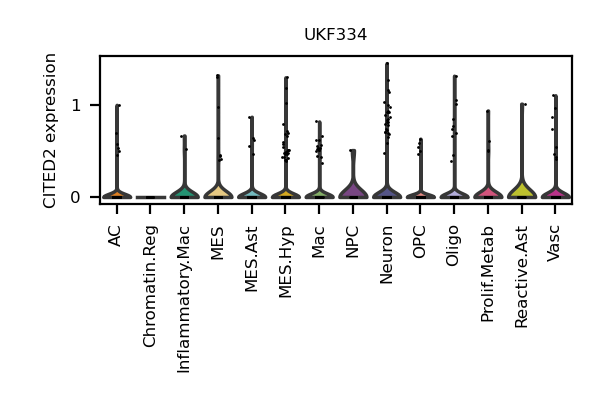 UKF334
CITED2 expression
1
0
AC
Chromatin.Reg
Inflammatory.Mac
MES
MES.Ast
MES.Hyp
Mac
NPC
Neuron
OPC
Oligo
Prolif.Metab
Reactive.Ast
Vasc